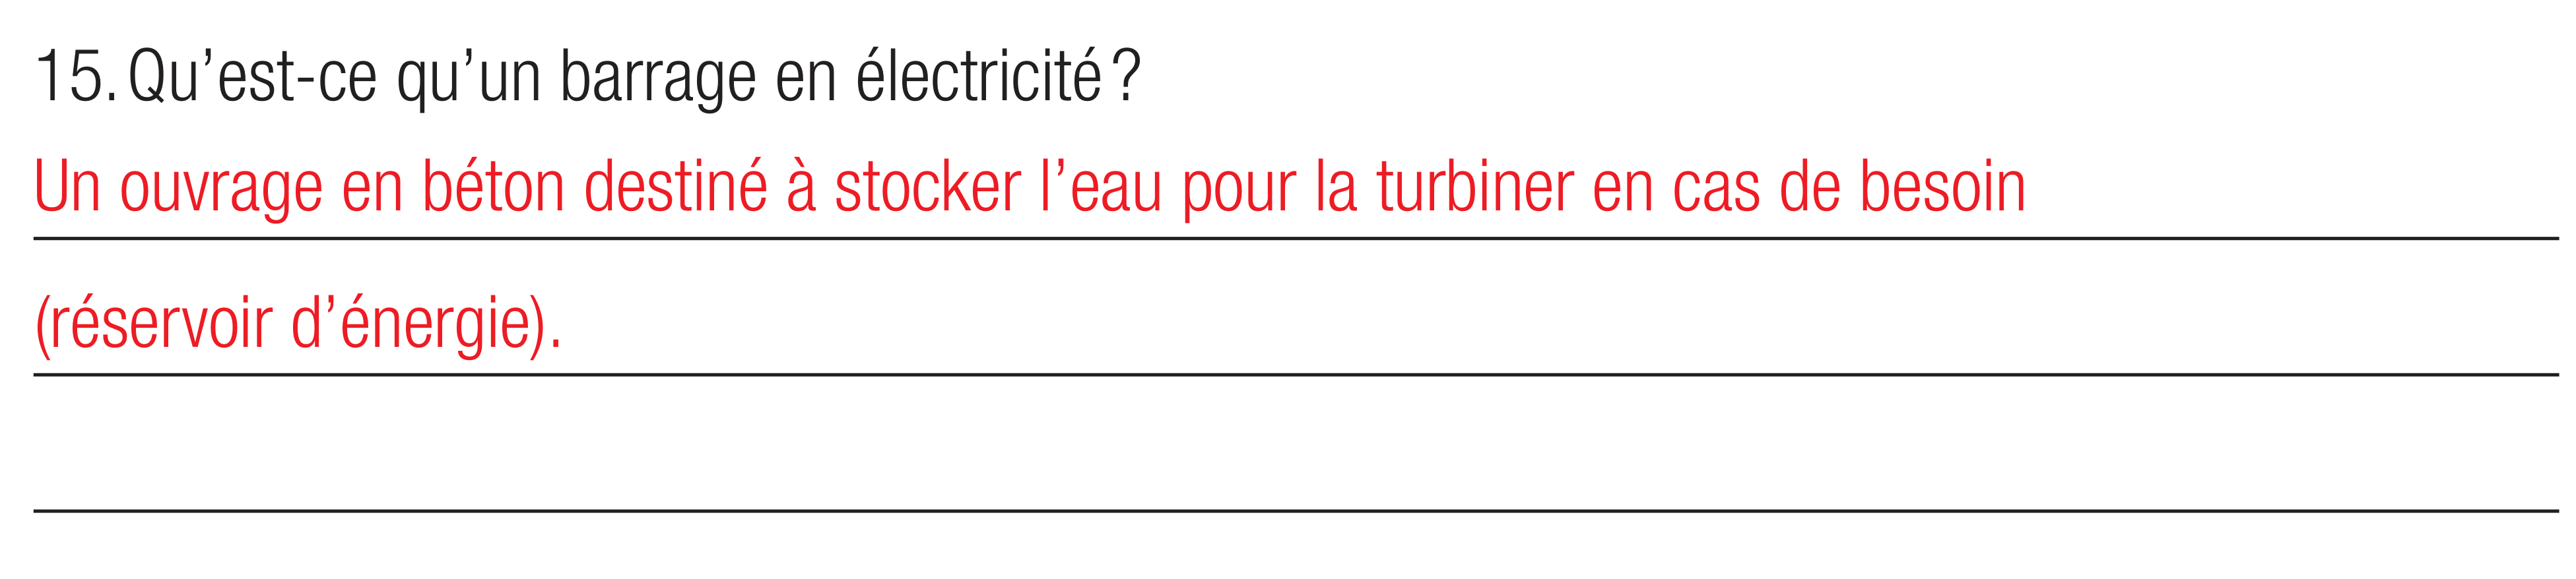 15. Qu’est-ce qu’un barrage en électricité ?
Un ouvrage en béton destiné à stocker l’eau pour la turbiner en cas de besoin
(réservoir d’énergie).